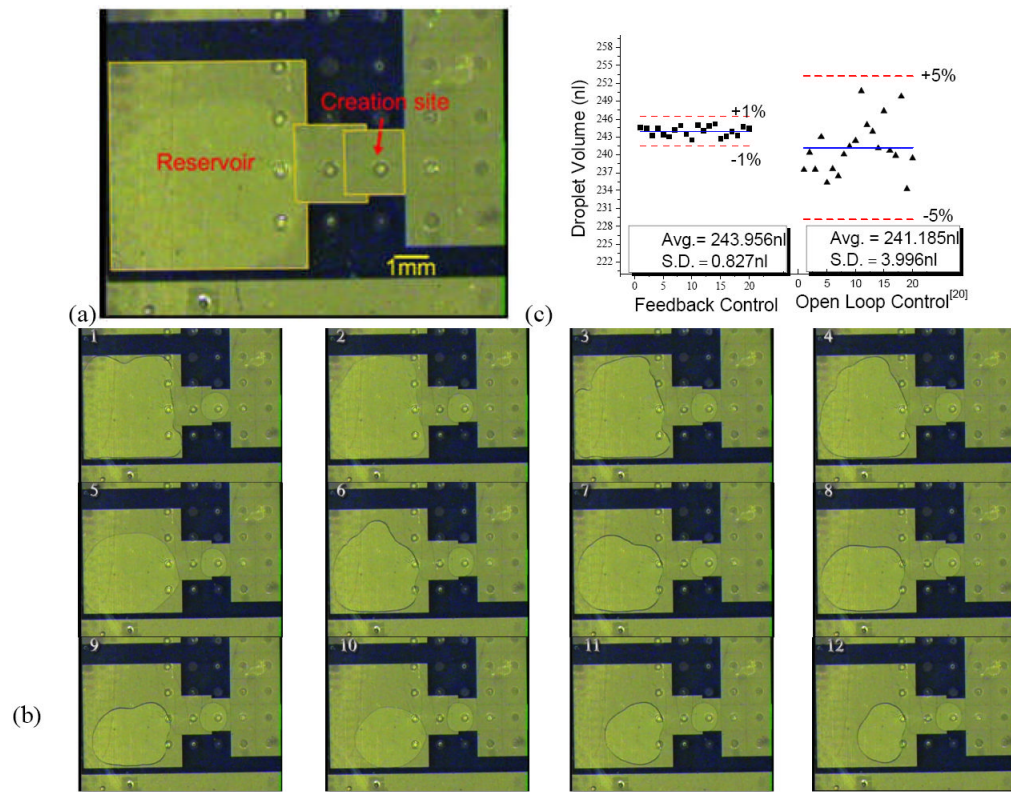 Reservoir
Creation site
1mm
(a)
Droplet Volume (nl)
258
255
252
249
246
243
240
237
234
231
228
225
222
+1%
-1%
+5%
-5%
Avg.= 243.956nl
S.D. = 0.827nl
Avg. = 241.185nl
S.D. = 3.996nl
0 5 10 15 20 0 5 10 15 20
Feedback Control
Open Loop Control[20]
(c)
1 2 3 4
5 6 7 8
9 10 11 12
(b)